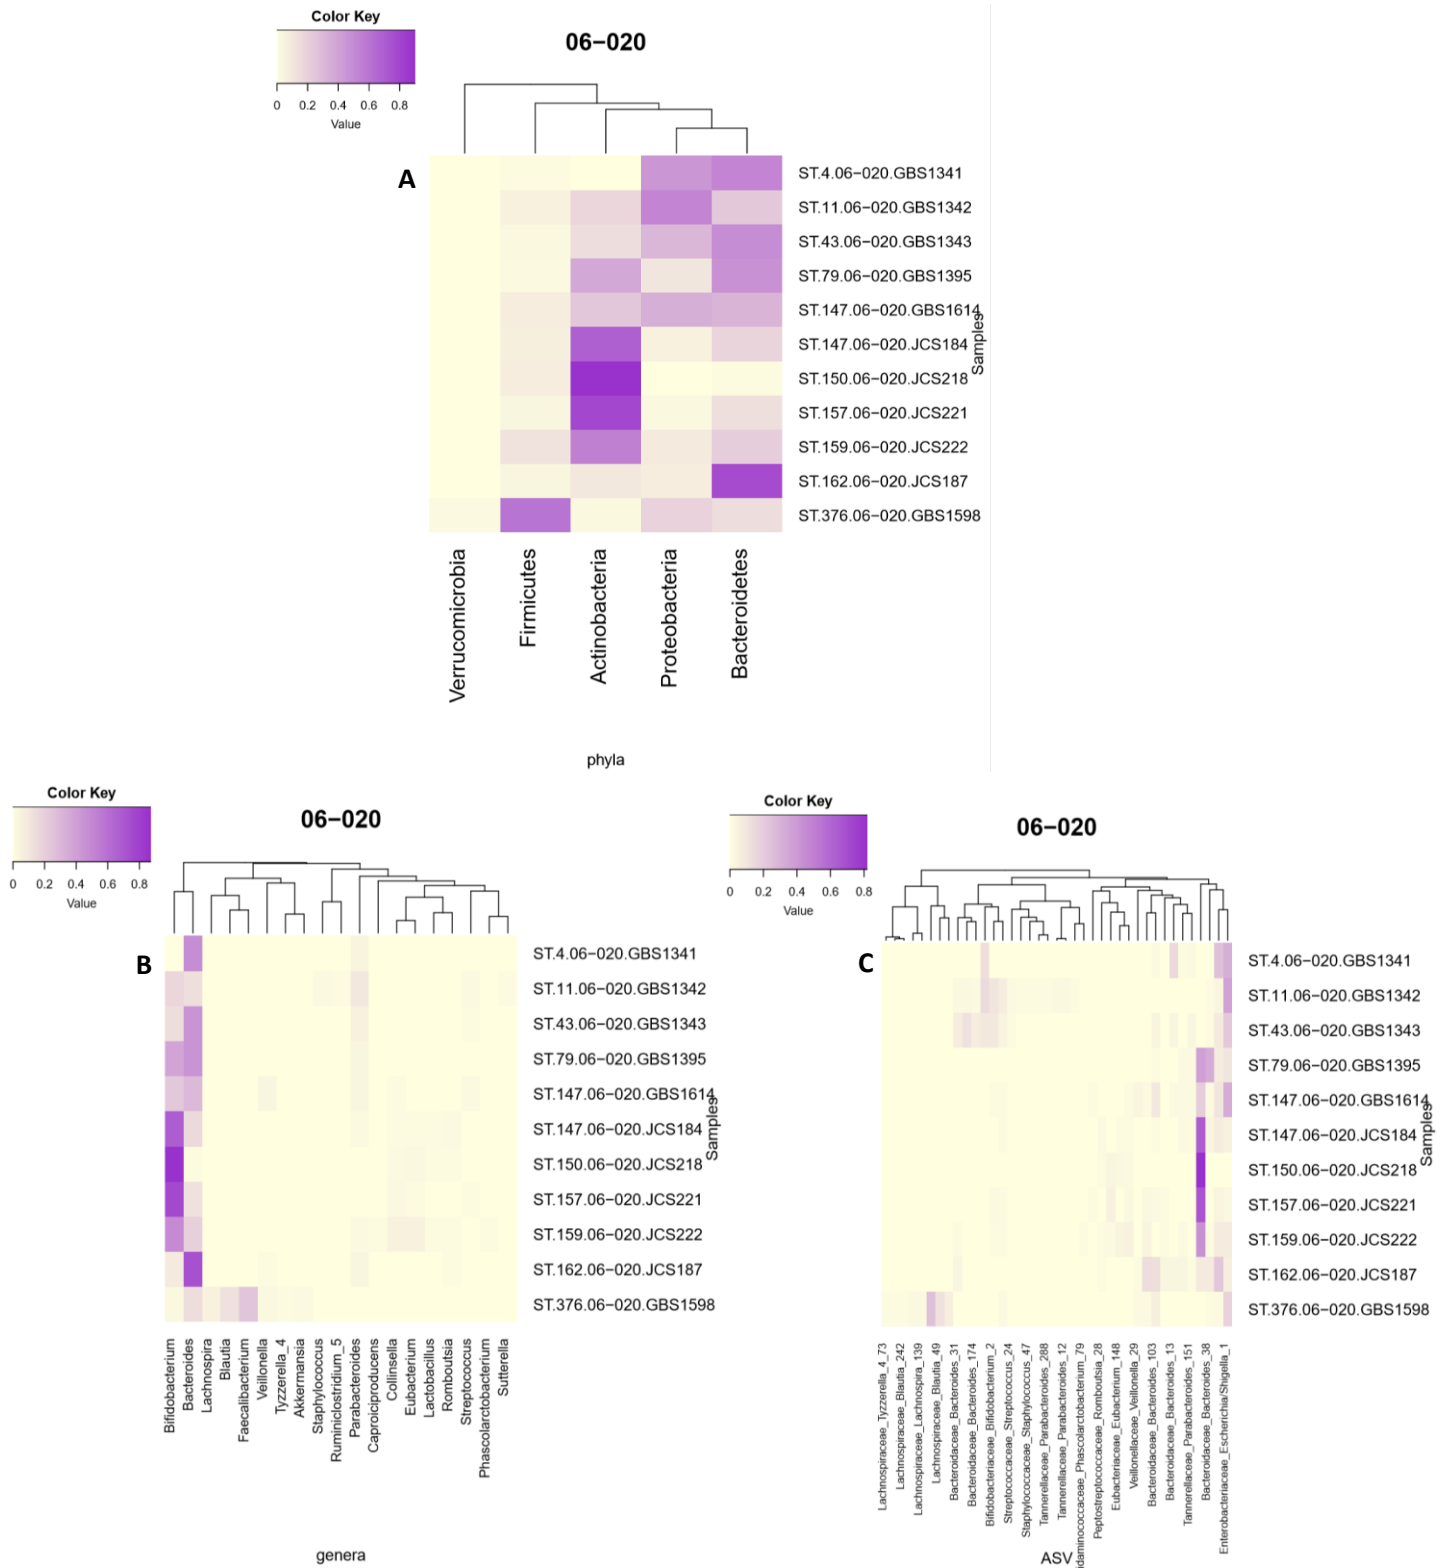 Color Key
06−020
0 0.2 0.4 0.6 0.8
Value
A
ST.4.06−020.GBS1341
ST.11.06−020.GBS1342
ST.43.06−020.GBS1343
ST.79.06−020.GBS1395
ST.147.06−020.GBS1614
ST.147.06−020.JCS184
ST.150.06−020.JCS218
ST.157.06−020.JCS221
ST.159.06−020.JCS222
ST.162.06−020.JCS187
ST.376.06−020.GBS1598
Samples
Verrucomicrobia
Firmicutes
Actinobacteria
Proteobacteria
Bacteroidetes
phyla
Color Key
06−020
0 0.2 0.4 0.6 0.8
Value
B
ST.4.06−020.GBS1341
ST.11.06−020.GBS1342
ST.43.06−020.GBS1343
ST.79.06−020.GBS1395
ST.147.06−020.GBS1614
ST.147.06−020.JCS184
ST.150.06−020.JCS218
ST.157.06−020.JCS221
ST.159.06−020.JCS222
ST.162.06−020.JCS187
ST.376.06−020.GBS1598
Samples
Bifidobacterium
Bacteroides
Lachnospira
Blautia
Faecalibacterium
Veillonella
Tyzzerella_4
Akkermansia
Staphylococcus
Ruminiclostridium_5
Parabacteroides
Caproiciproducens
Collinsella
Eubacterium
Lactobacillus
Romboutsia
Streptococcus
Phascolarctobacterium
Sutterella
genera
Color Key
06−020
0 0.2 0.4 0.6 0.8
Value
C
ST.4.06−020.GBS1341
ST.11.06−020.GBS1342
ST.43.06−020.GBS1343
ST.79.06−020.GBS1395
ST.147.06−020.GBS1614
ST.147.06−020.JCS184
ST.150.06−020.JCS218
ST.157.06−020.JCS221
ST.159.06−020.JCS222
ST.162.06−020.JCS187
ST.376.06−020.GBS1598
Samples
Lachnospiraceae_Tyzzerella_4_73
Lachnospiraceae_Blautia_242
Lachnospiraceae_Lachnospira_139
Lachnospiraceae_Blautia_49
Bacteroidaceae_Bacteroides_31
Bacteroidaceae_Bacteroides_174
Bifidobacteriaceae_Bifidobacterium_2
Streptococcaceae_Streptococcus_24
Staphylococcaceae_Staphylococcus_47
Tannerellaceae_Parabacteroides_288
Tannerellaceae_Parabacteroides_12
idaminococcaceae_Phascolarctobacterium_79
Peptostreptococcaceae_Romboutsia_28
Eubacteriaceae_Eubacterium_148
Veillonellaceae_Veillonella_29
Bacteroidaceae_Bacteroides_103
Bacteroidaceae_Bacteroides_13
Tannerellaceae_Parabacteroides_151
Bacteroidaceae_Bacteroides_38
Enterobacteriaceae_Escherichia/Shigella_1
ASV